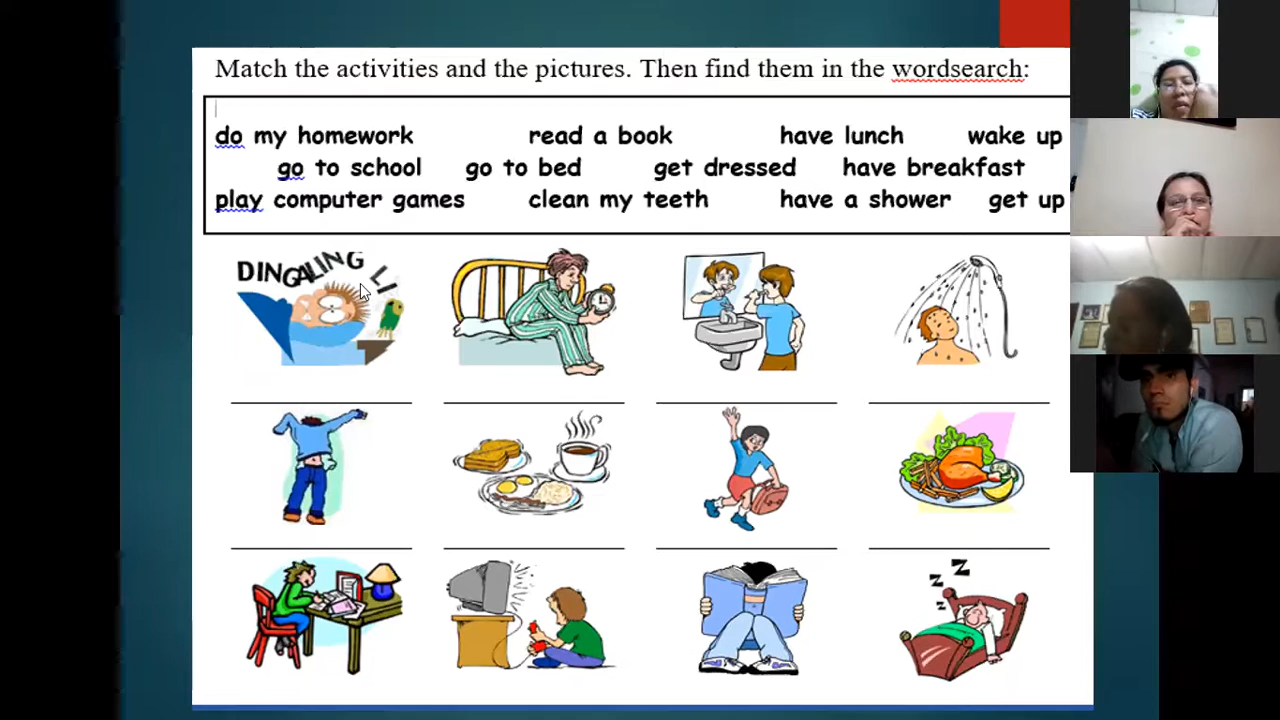 Match the activities and the pictures. Then find them in the wordsearch:
do my homework read a book have lunch wake up
go to school go to bed get dressed have breakfast
play computer games clean my teeth have a shower get up
DINGALING LI
z z z